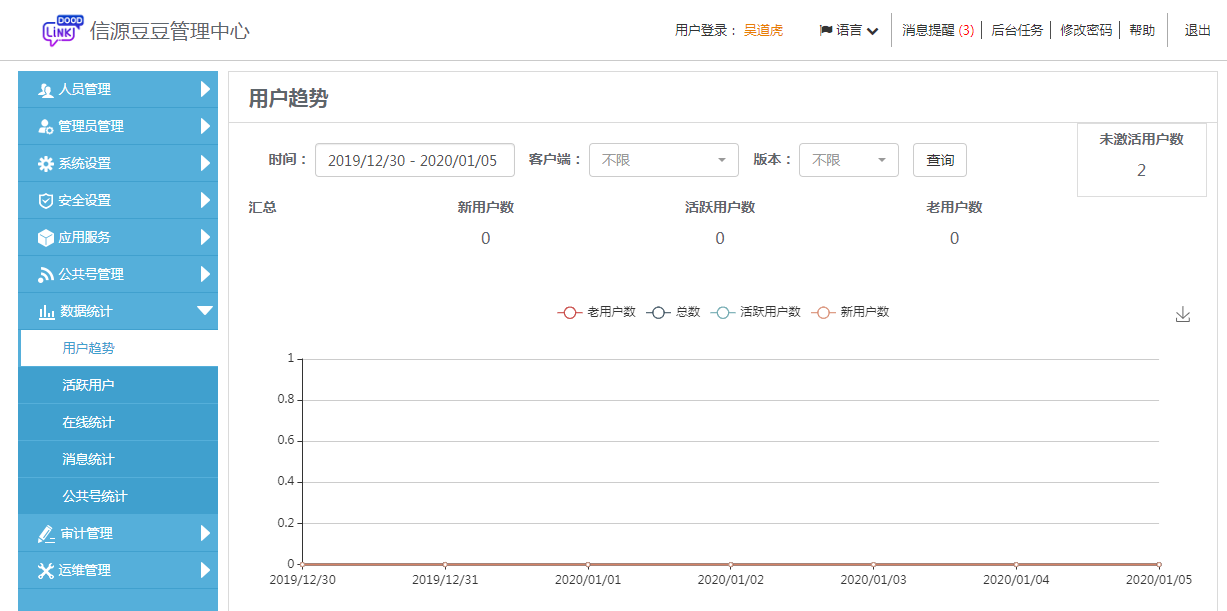 DOOD
LiNK 信源豆豆管理中心
用户登录： 吴道虎 语言 消息提醒 (3) 后台任务 修改密码 帮助 退出
人员管理
管理员管理
系统设置
安全设置
应用服务
公共号管理
数据统计
用户趋势
活跃用户
在线统计
消息统计
公共号统计
审计管理
运维管理
用户趋势
时间： 2019/12/30 - 2020/01/05 客户端： 不限 版本： 不限 查询
未激活用户数
2
汇总 新用户数 活跃用户数 老用户数
0 0 0
老用户数 总数 活跃用户数 新用户数
1
0.8
0.6
0.4
0.2
0
2019/12/30 2019/12/31 2020/01/01 2020/01/02 2020/01/03 2020/01/04 2020/01/05